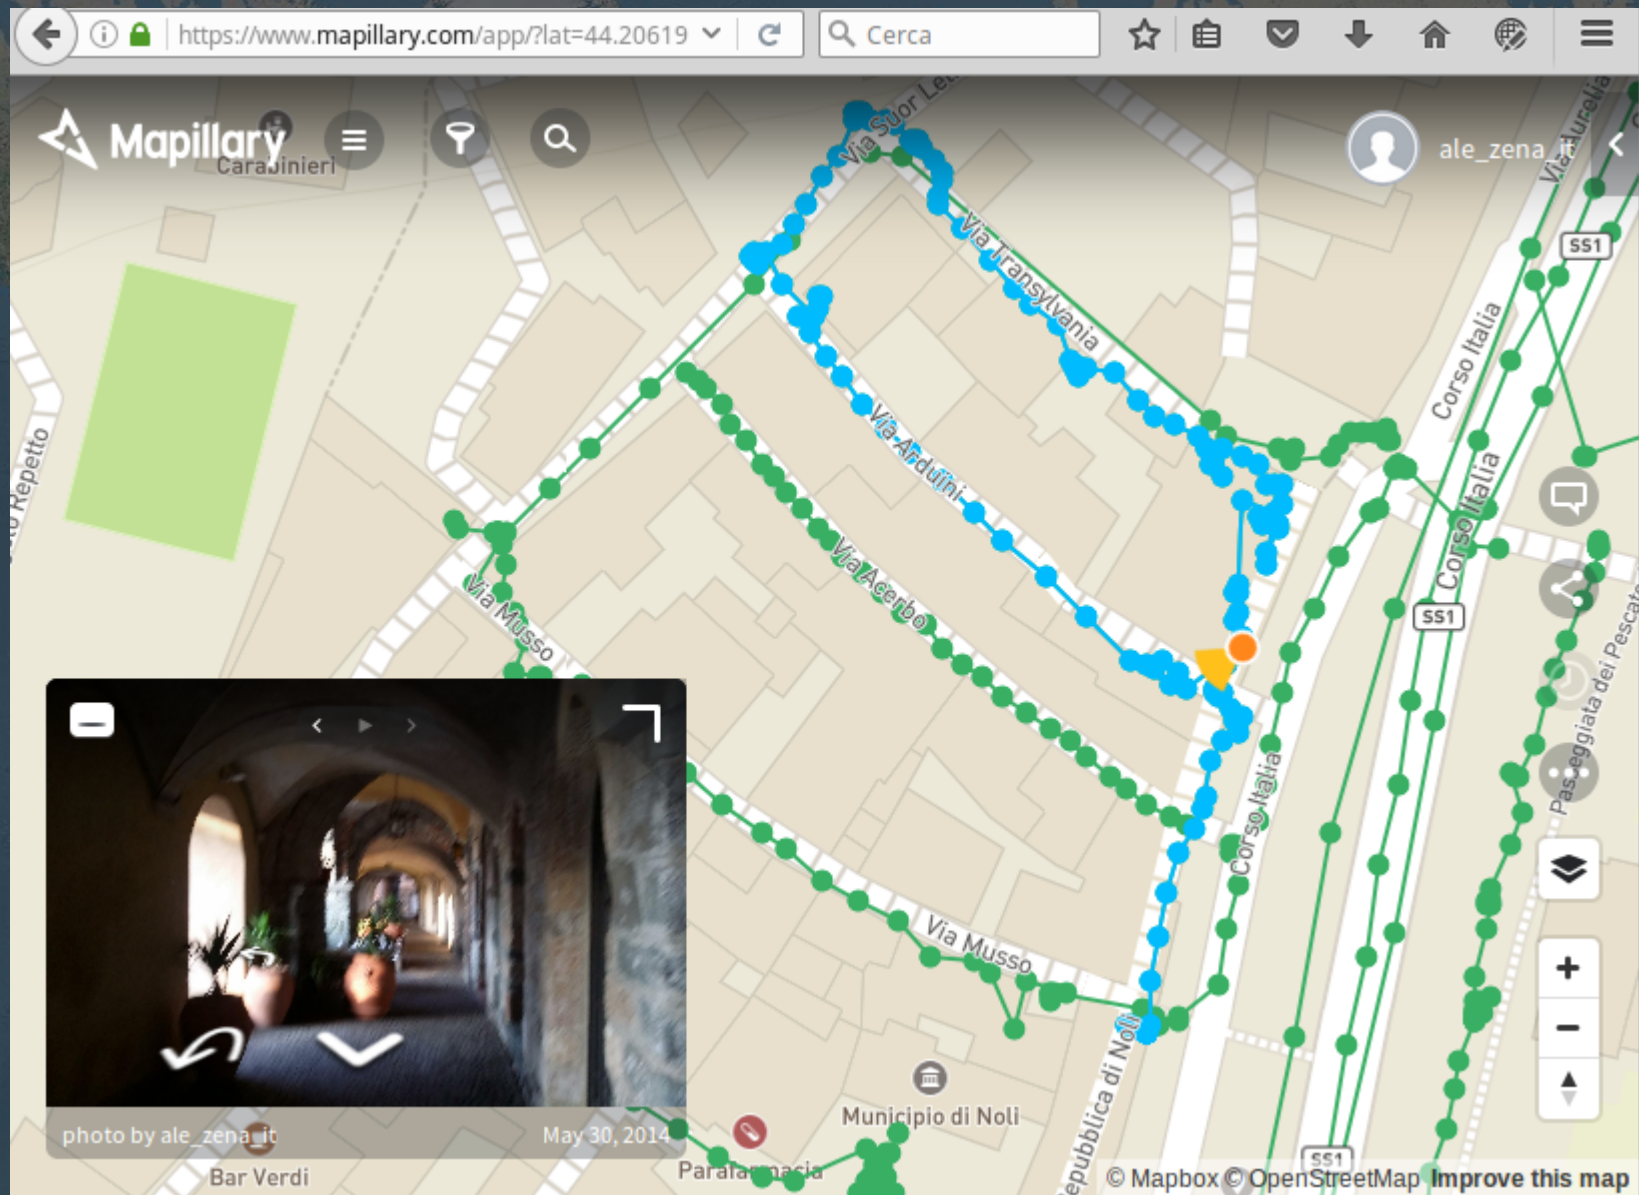 https://www.mapillary.com/app/?lat=44.20619
Cerca
Mapillary
Carabinieri
ale_zena_it
Via Suor
Via Aurelia
SS1
Via Transylvania
Corso Italia
Via Arduini
Repetto
Corso Italia
Via Acerbo
SS1
Via Musso
Passeggiata dei
Corso Italia
Via Musso
Municipio di Noli
photo by ale_zena_it
May 30, 2014
Bar Verdi
Parafarmacia
di Noli
SS1
© Mapbox © OpenStreetMap Improve this map